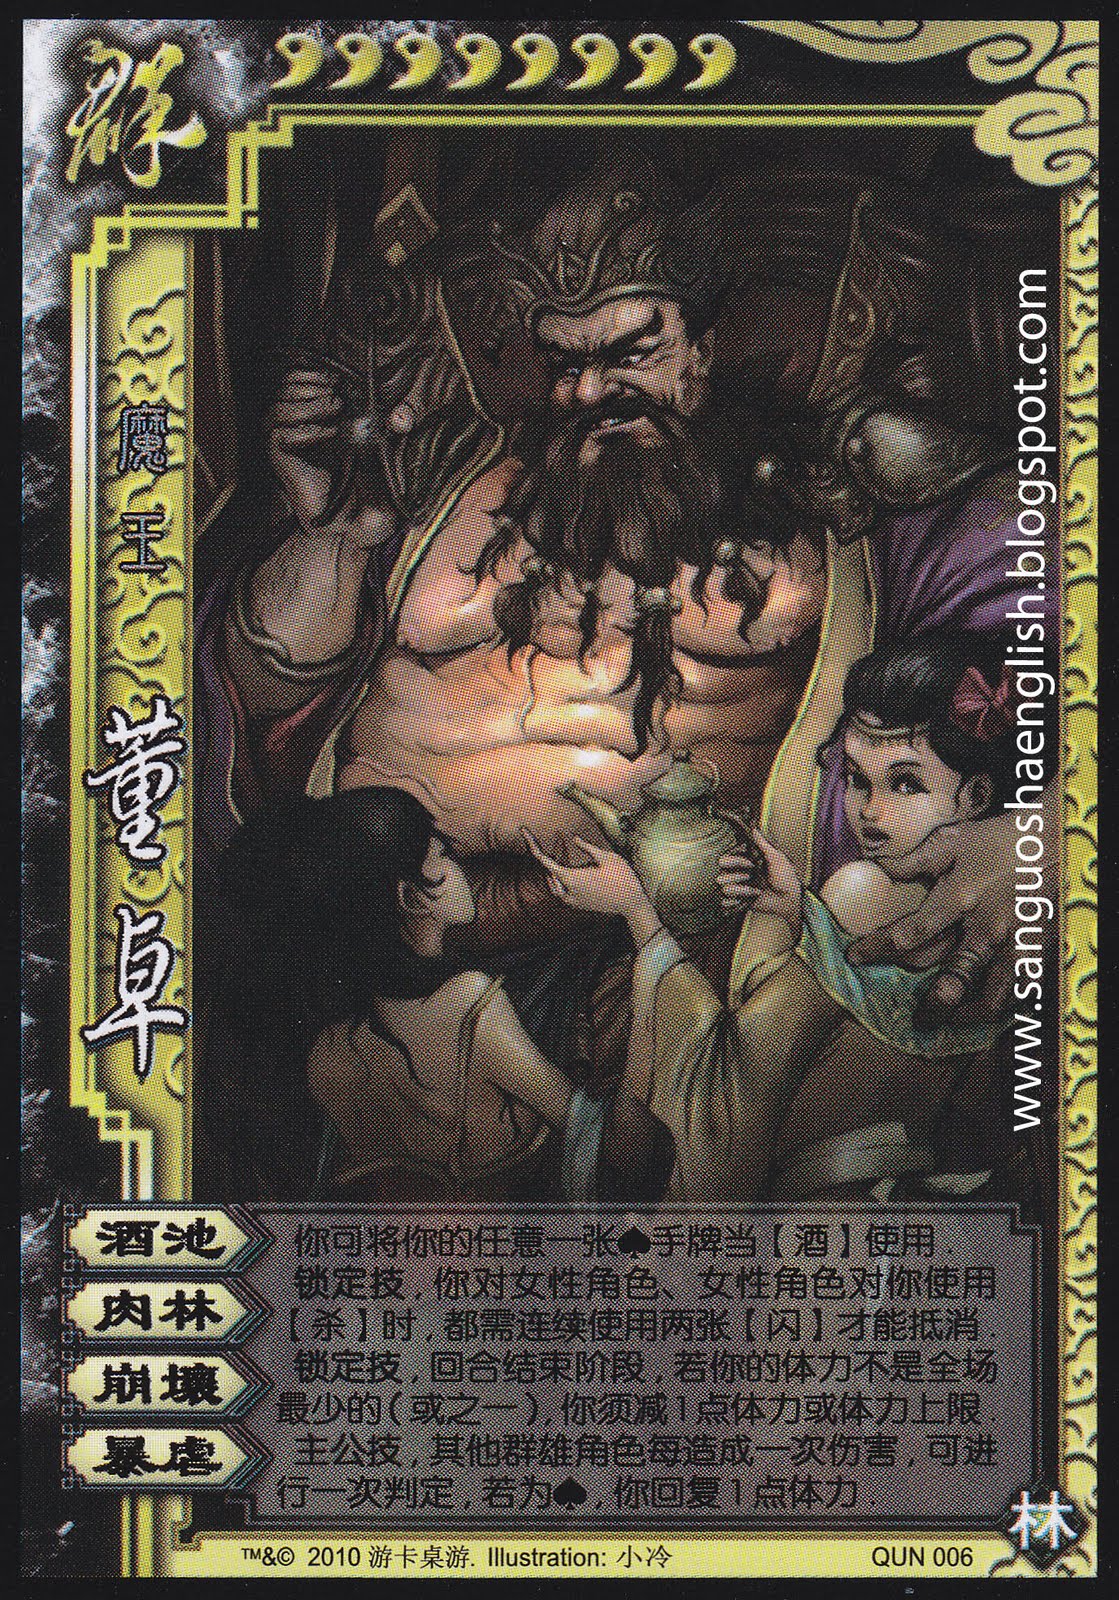 群
魔王
董卓
www.sanguoshaenglish.blogspot.com
酒池
你可将你的任意一张♠手牌当【酒】使用.
肉林
锁定技,你对女性角色、女性角色对你使用
【杀】时,都需连续使用两张【闪】才能抵消.
崩壞
锁定技,回合结束阶段,若你的体力不是全场
最少的(或之一),你须减1点体力或体力上限.
暴虐
主公技,其他群雄角色每造成一次伤害,可进
行一次判定,若为♠,你回复1点体力.
林
™&© 2010 游卡桌游. Illustration: 小冷
QUN 006